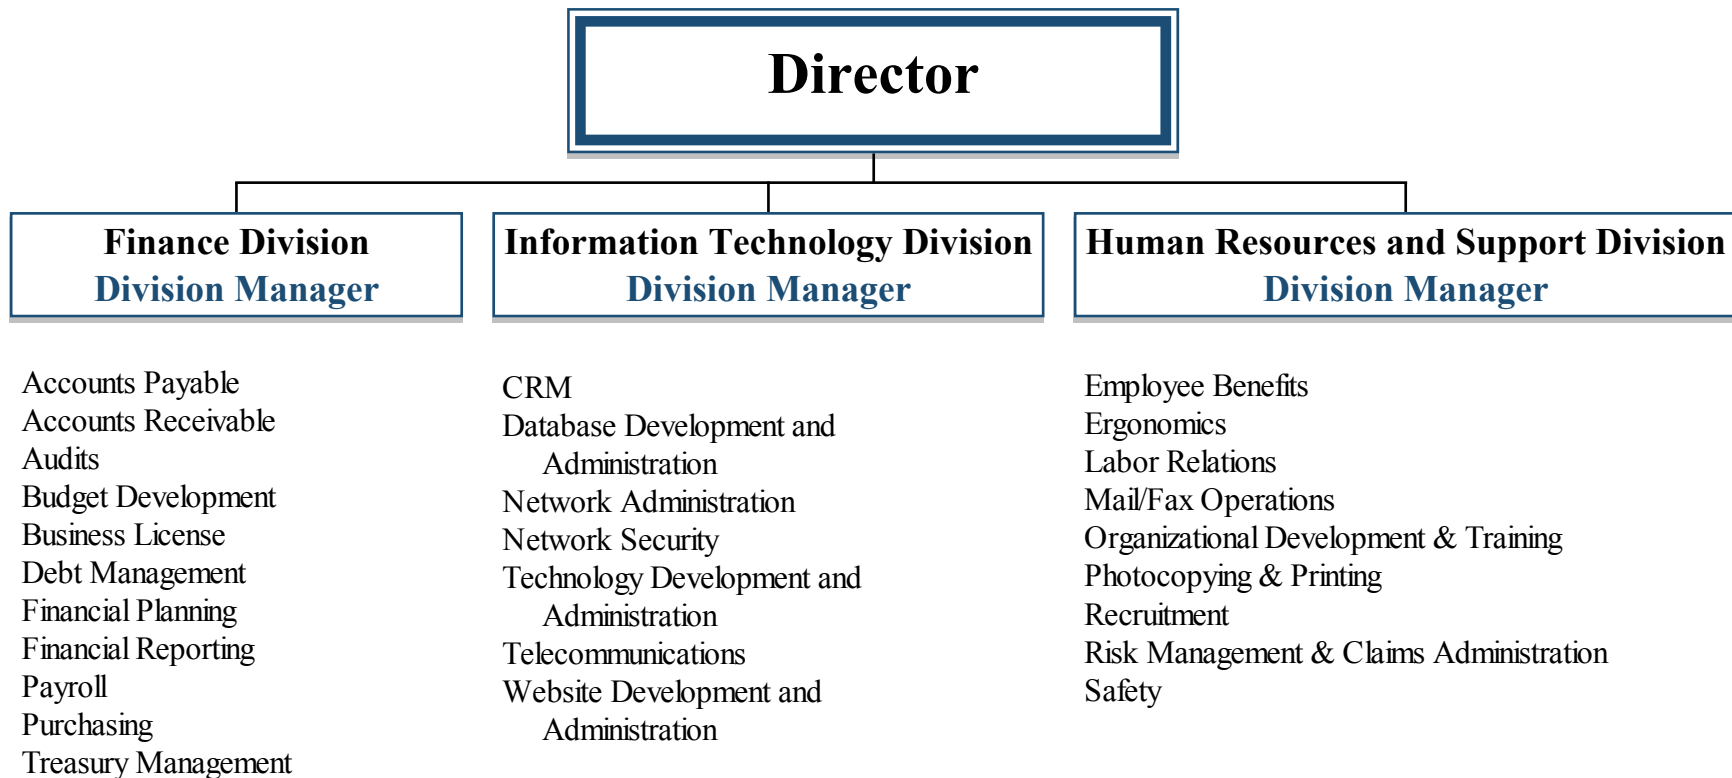 Director
Finance Division
Division Manager
Information Technology Division
Division Manager
Human Resources and Support Division
Division Manager
Accounts Payable
Accounts Receivable
Audits
Budget Development
Business License
Debt Management
Financial Planning
Financial Reporting
Payroll
Purchasing
Treasury Management
CRM
Database Development and
Administration
Network Administration
Network Security
Technology Development and
Administration
Telecommunications
Website Development and
Administration
Employee Benefits
Ergonomics
Labor Relations
Mail/Fax Operations
Organizational Development & Training
Photocopying & Printing
Recruitment
Risk Management & Claims Administration
Safety